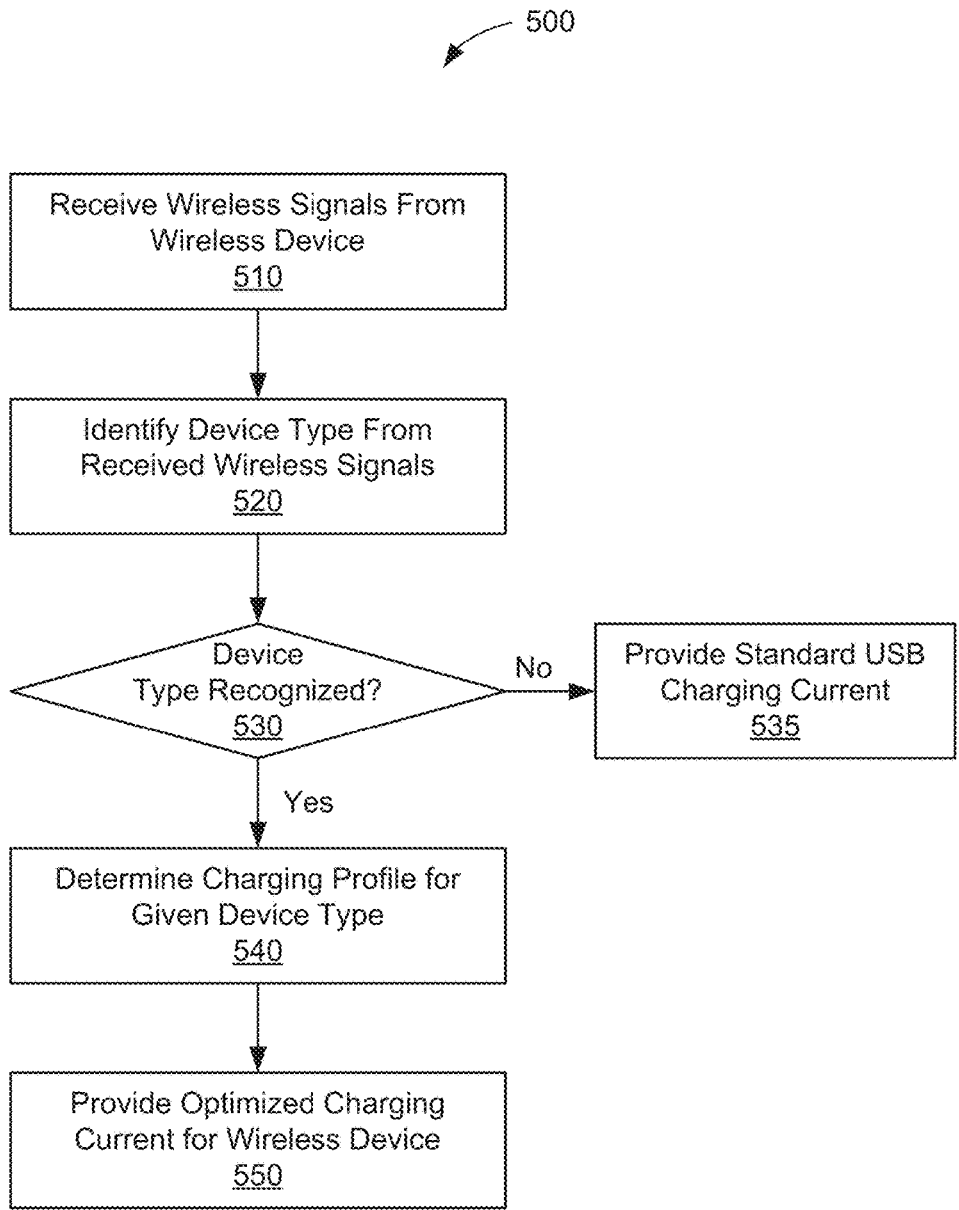 500
Receive Wireless Signals From
Wireless Device
510
Identify Device Type From
Received Wireless Signals
520
Device
Type Recognized?
530
No
Provide Standard USB
Charging Current
535
Yes
Determine Charging Profile for
Given Device Type
540
Provide Optimized Charging
Current for Wireless Device
550